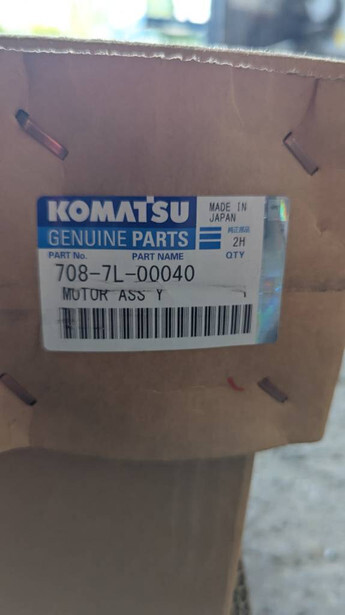 KOMATSU
MADE IN
JAPAN
GENUINE PARTS
純正部品
2H
PART No. PART NAME QTY
708-7L-00040
MOTOR ASS Y